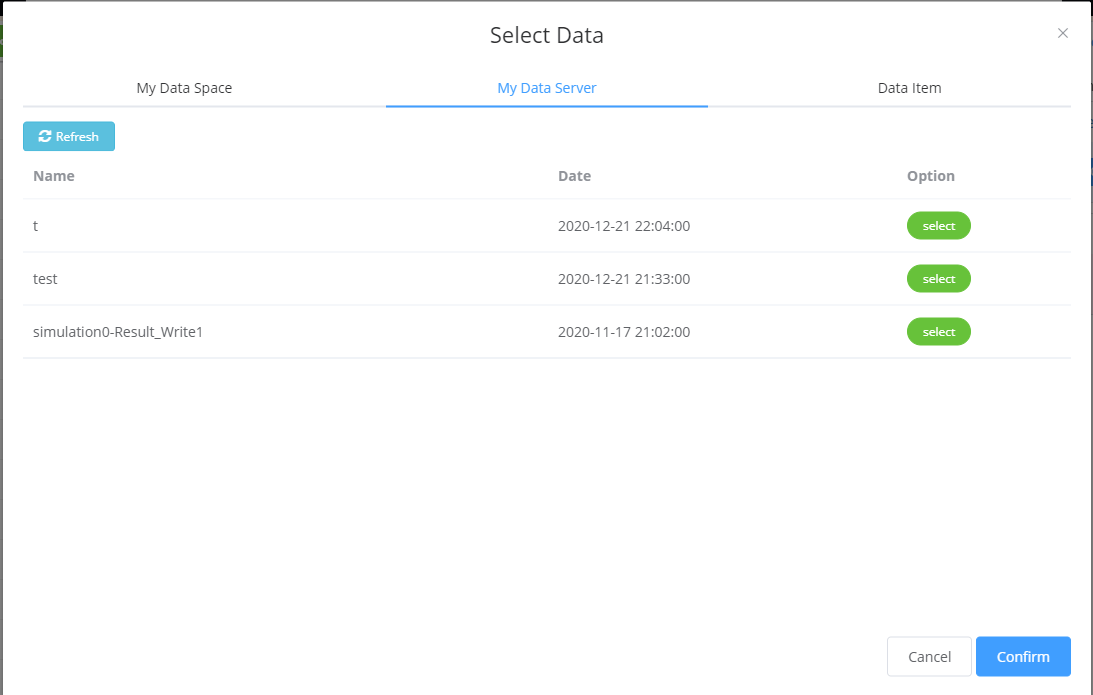 Select Data
My Data Space My Data Server Data Item
Refresh
Name Date Option
t 2020-12-21 22:04:00 select
test 2020-12-21 21:33:00 select
simulation0-Result_Write1 2020-11-17 21:02:00 select
Cancel Confirm